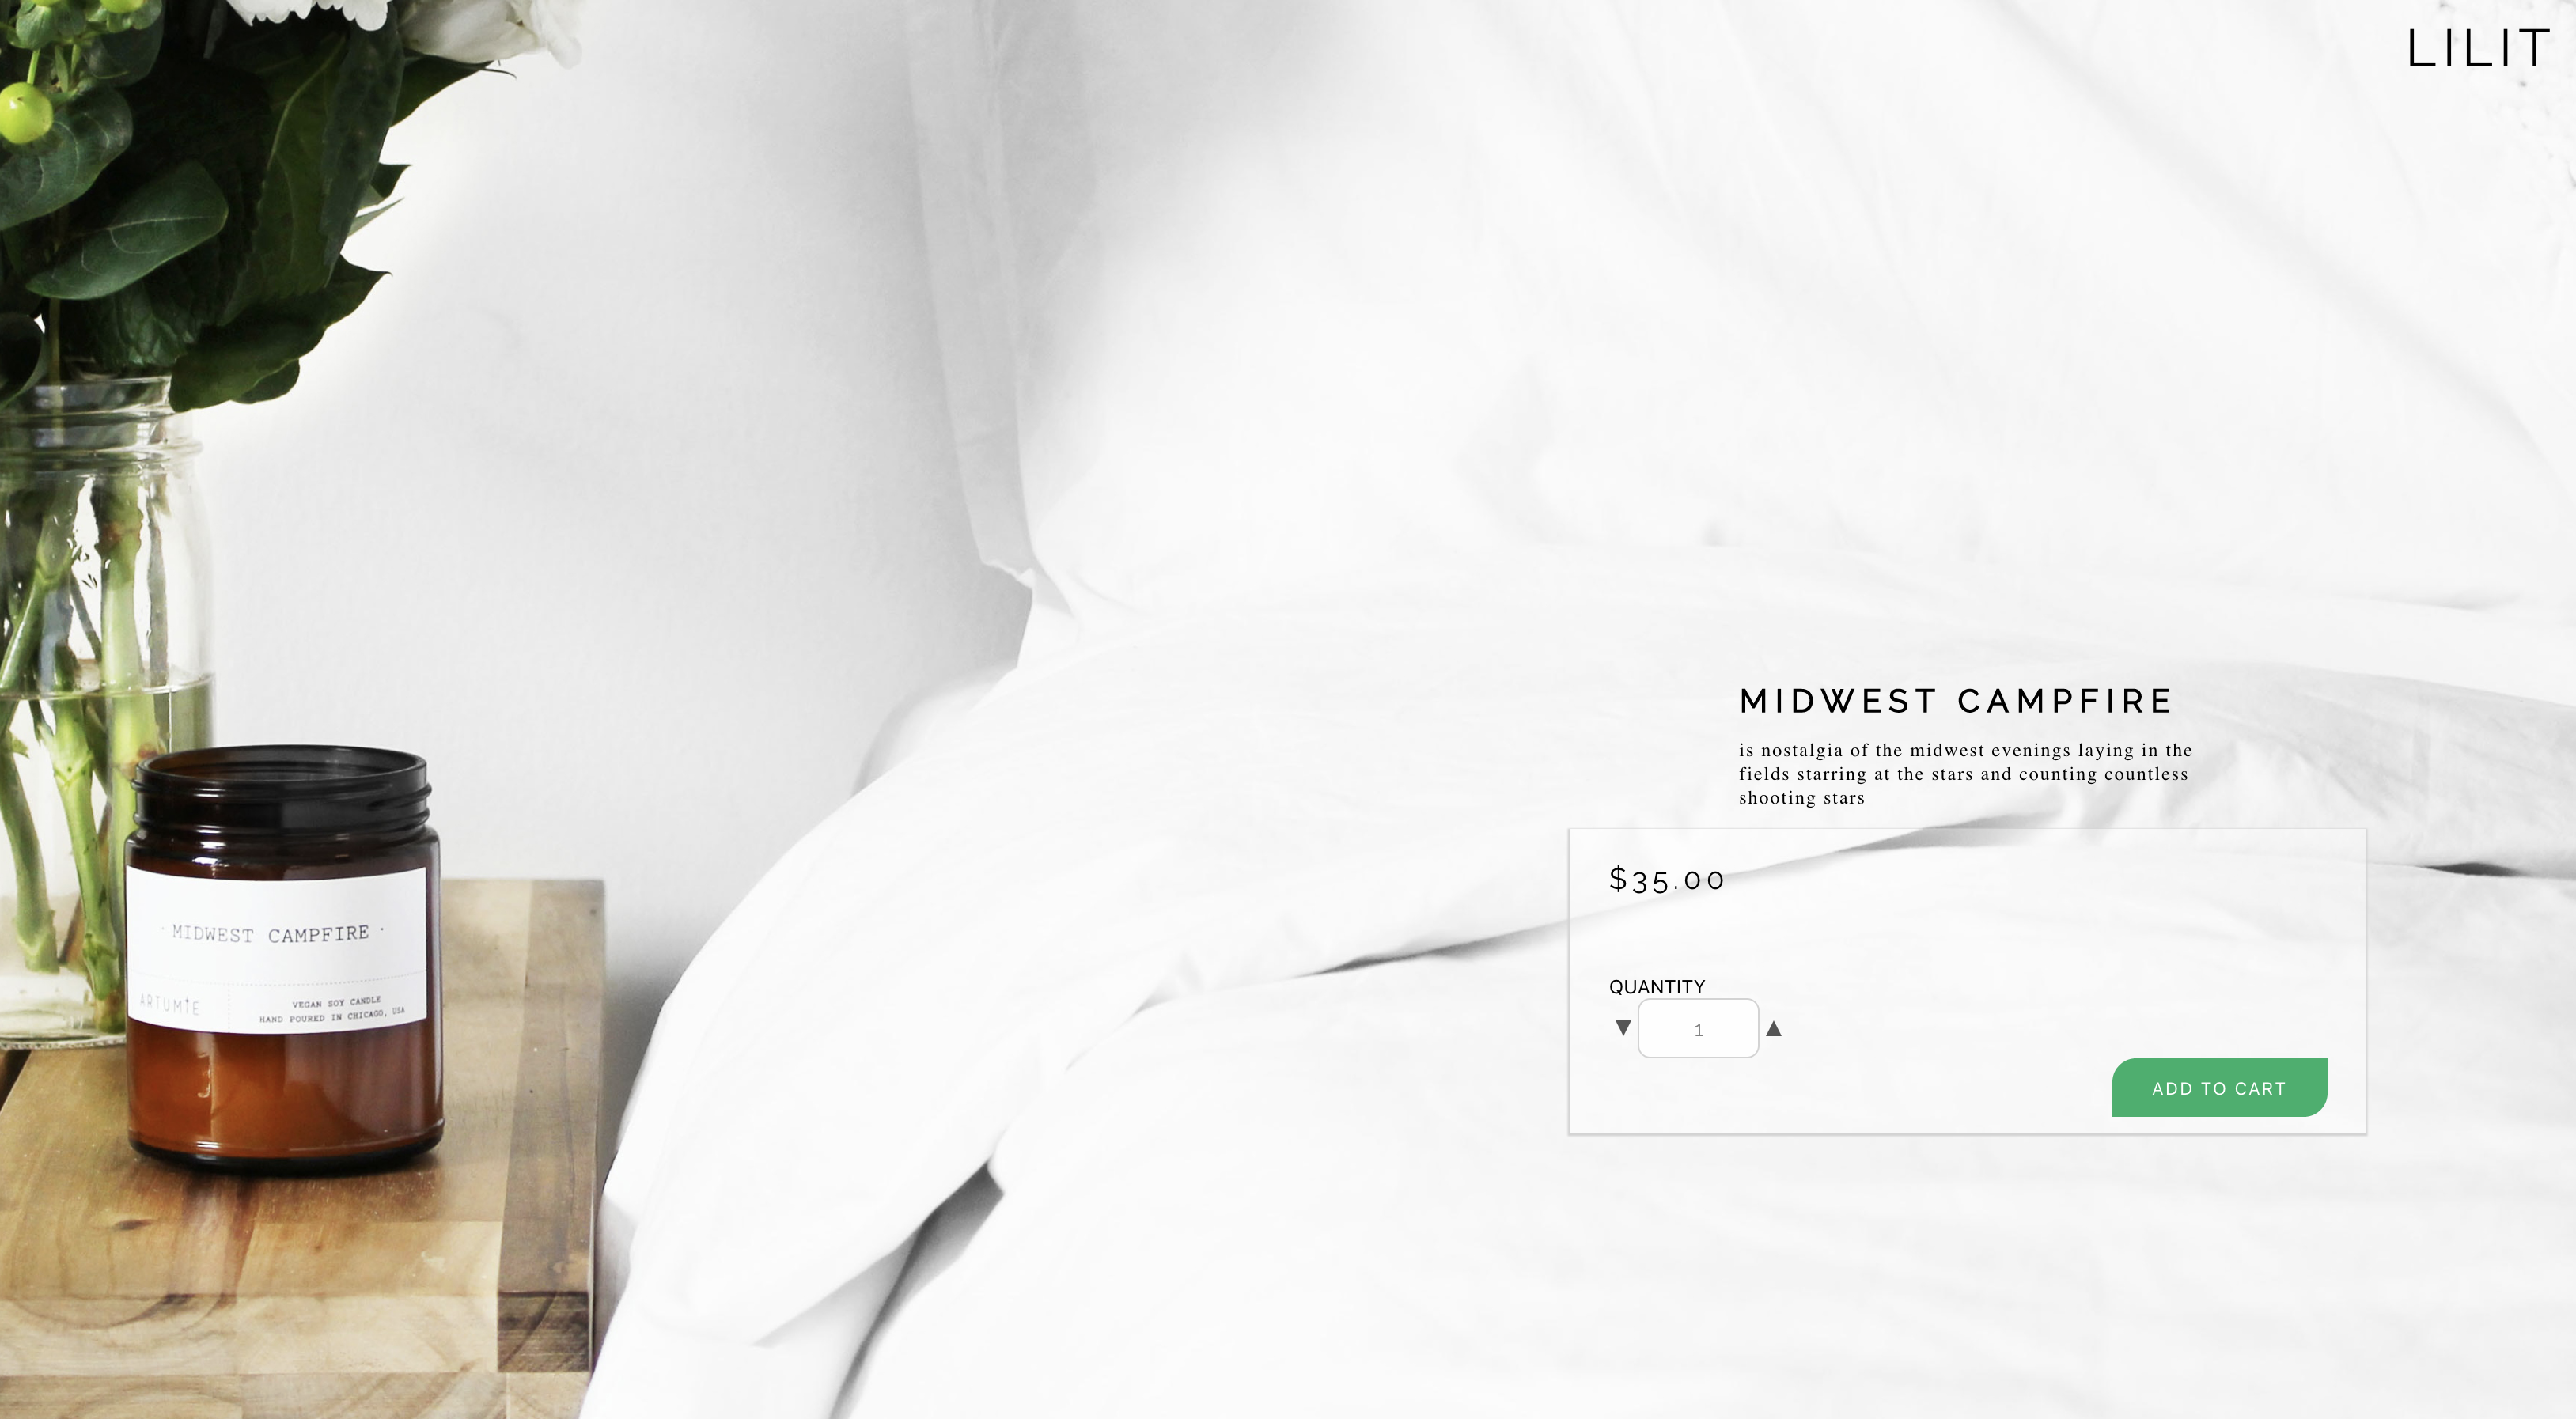 LILIT
MIDWEST CAMPFIRE
is nostalgia of the midwest evenings laying in the
fields starring at the stars and counting countless
shooting stars
$35.00
QUANTITY
▼ 1 ▲
ADD TO CART
· MIDWEST CAMPFIRE ·
ARTUMIE
VEGAN SOY CANDLE
HAND POURED IN CHICAGO, USA